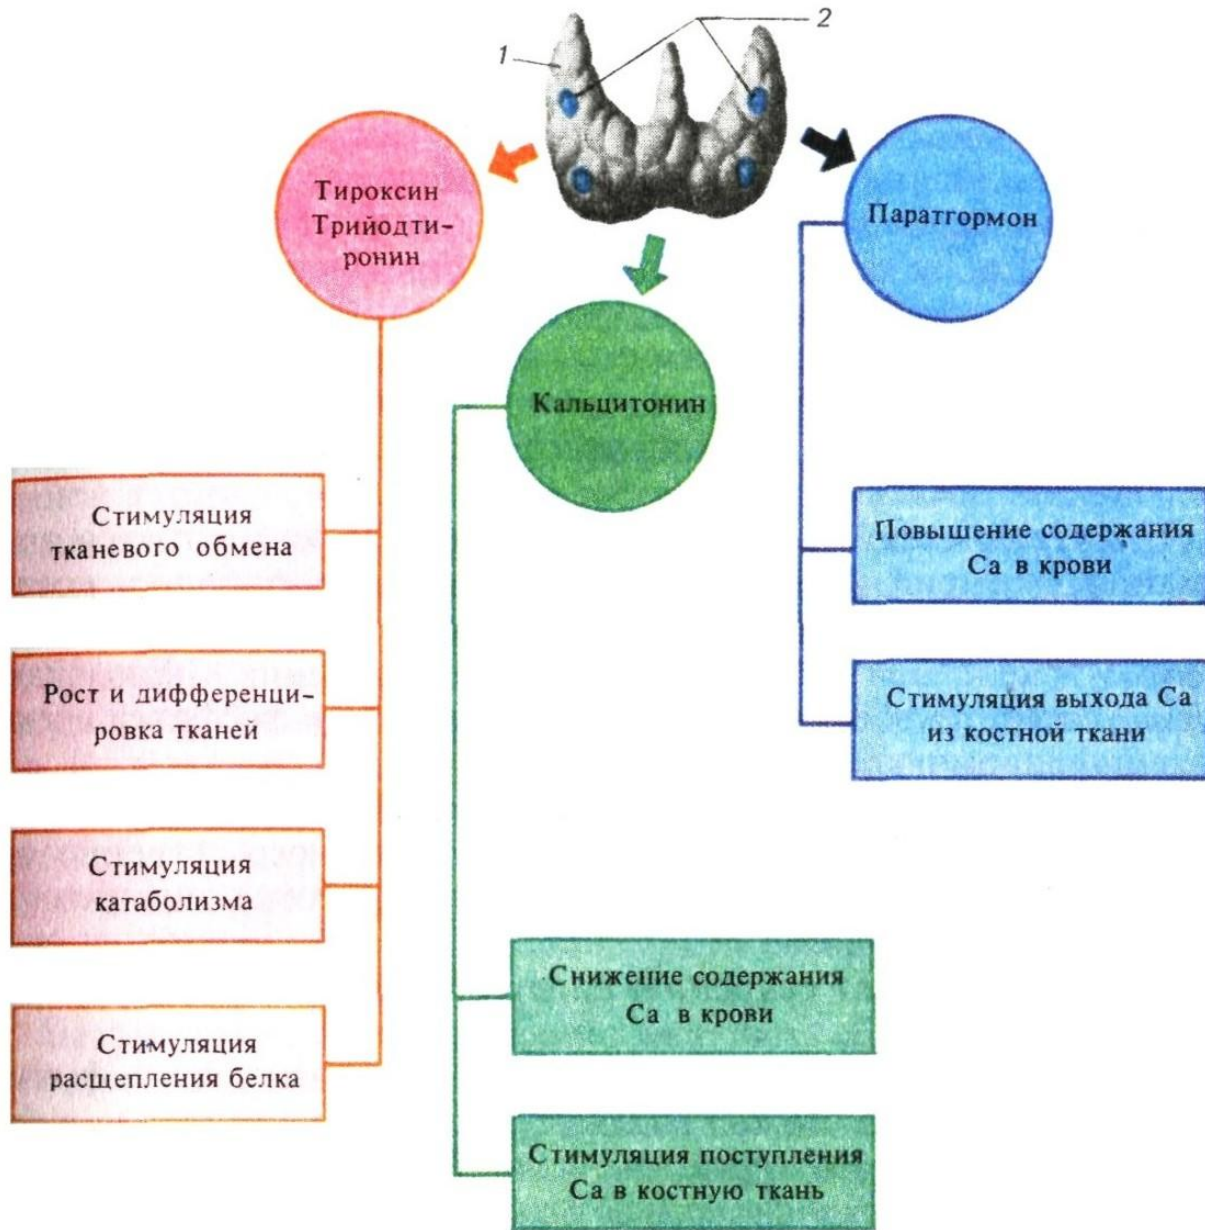 1
2
Тироксин
Трийодти-
ронин
Паратгормон
Кальцитонин
Стимуляция
тканевого обмена
Рост и дифференци-
ровка тканей
Стимуляция
катаболизма
Стимуляция
расщепления белка
Повышение содержания
Са в крови
Стимуляция выхода Са
из костной ткани
Снижение содержания
Са в крови
Стимуляция поступления
Са в костную ткань